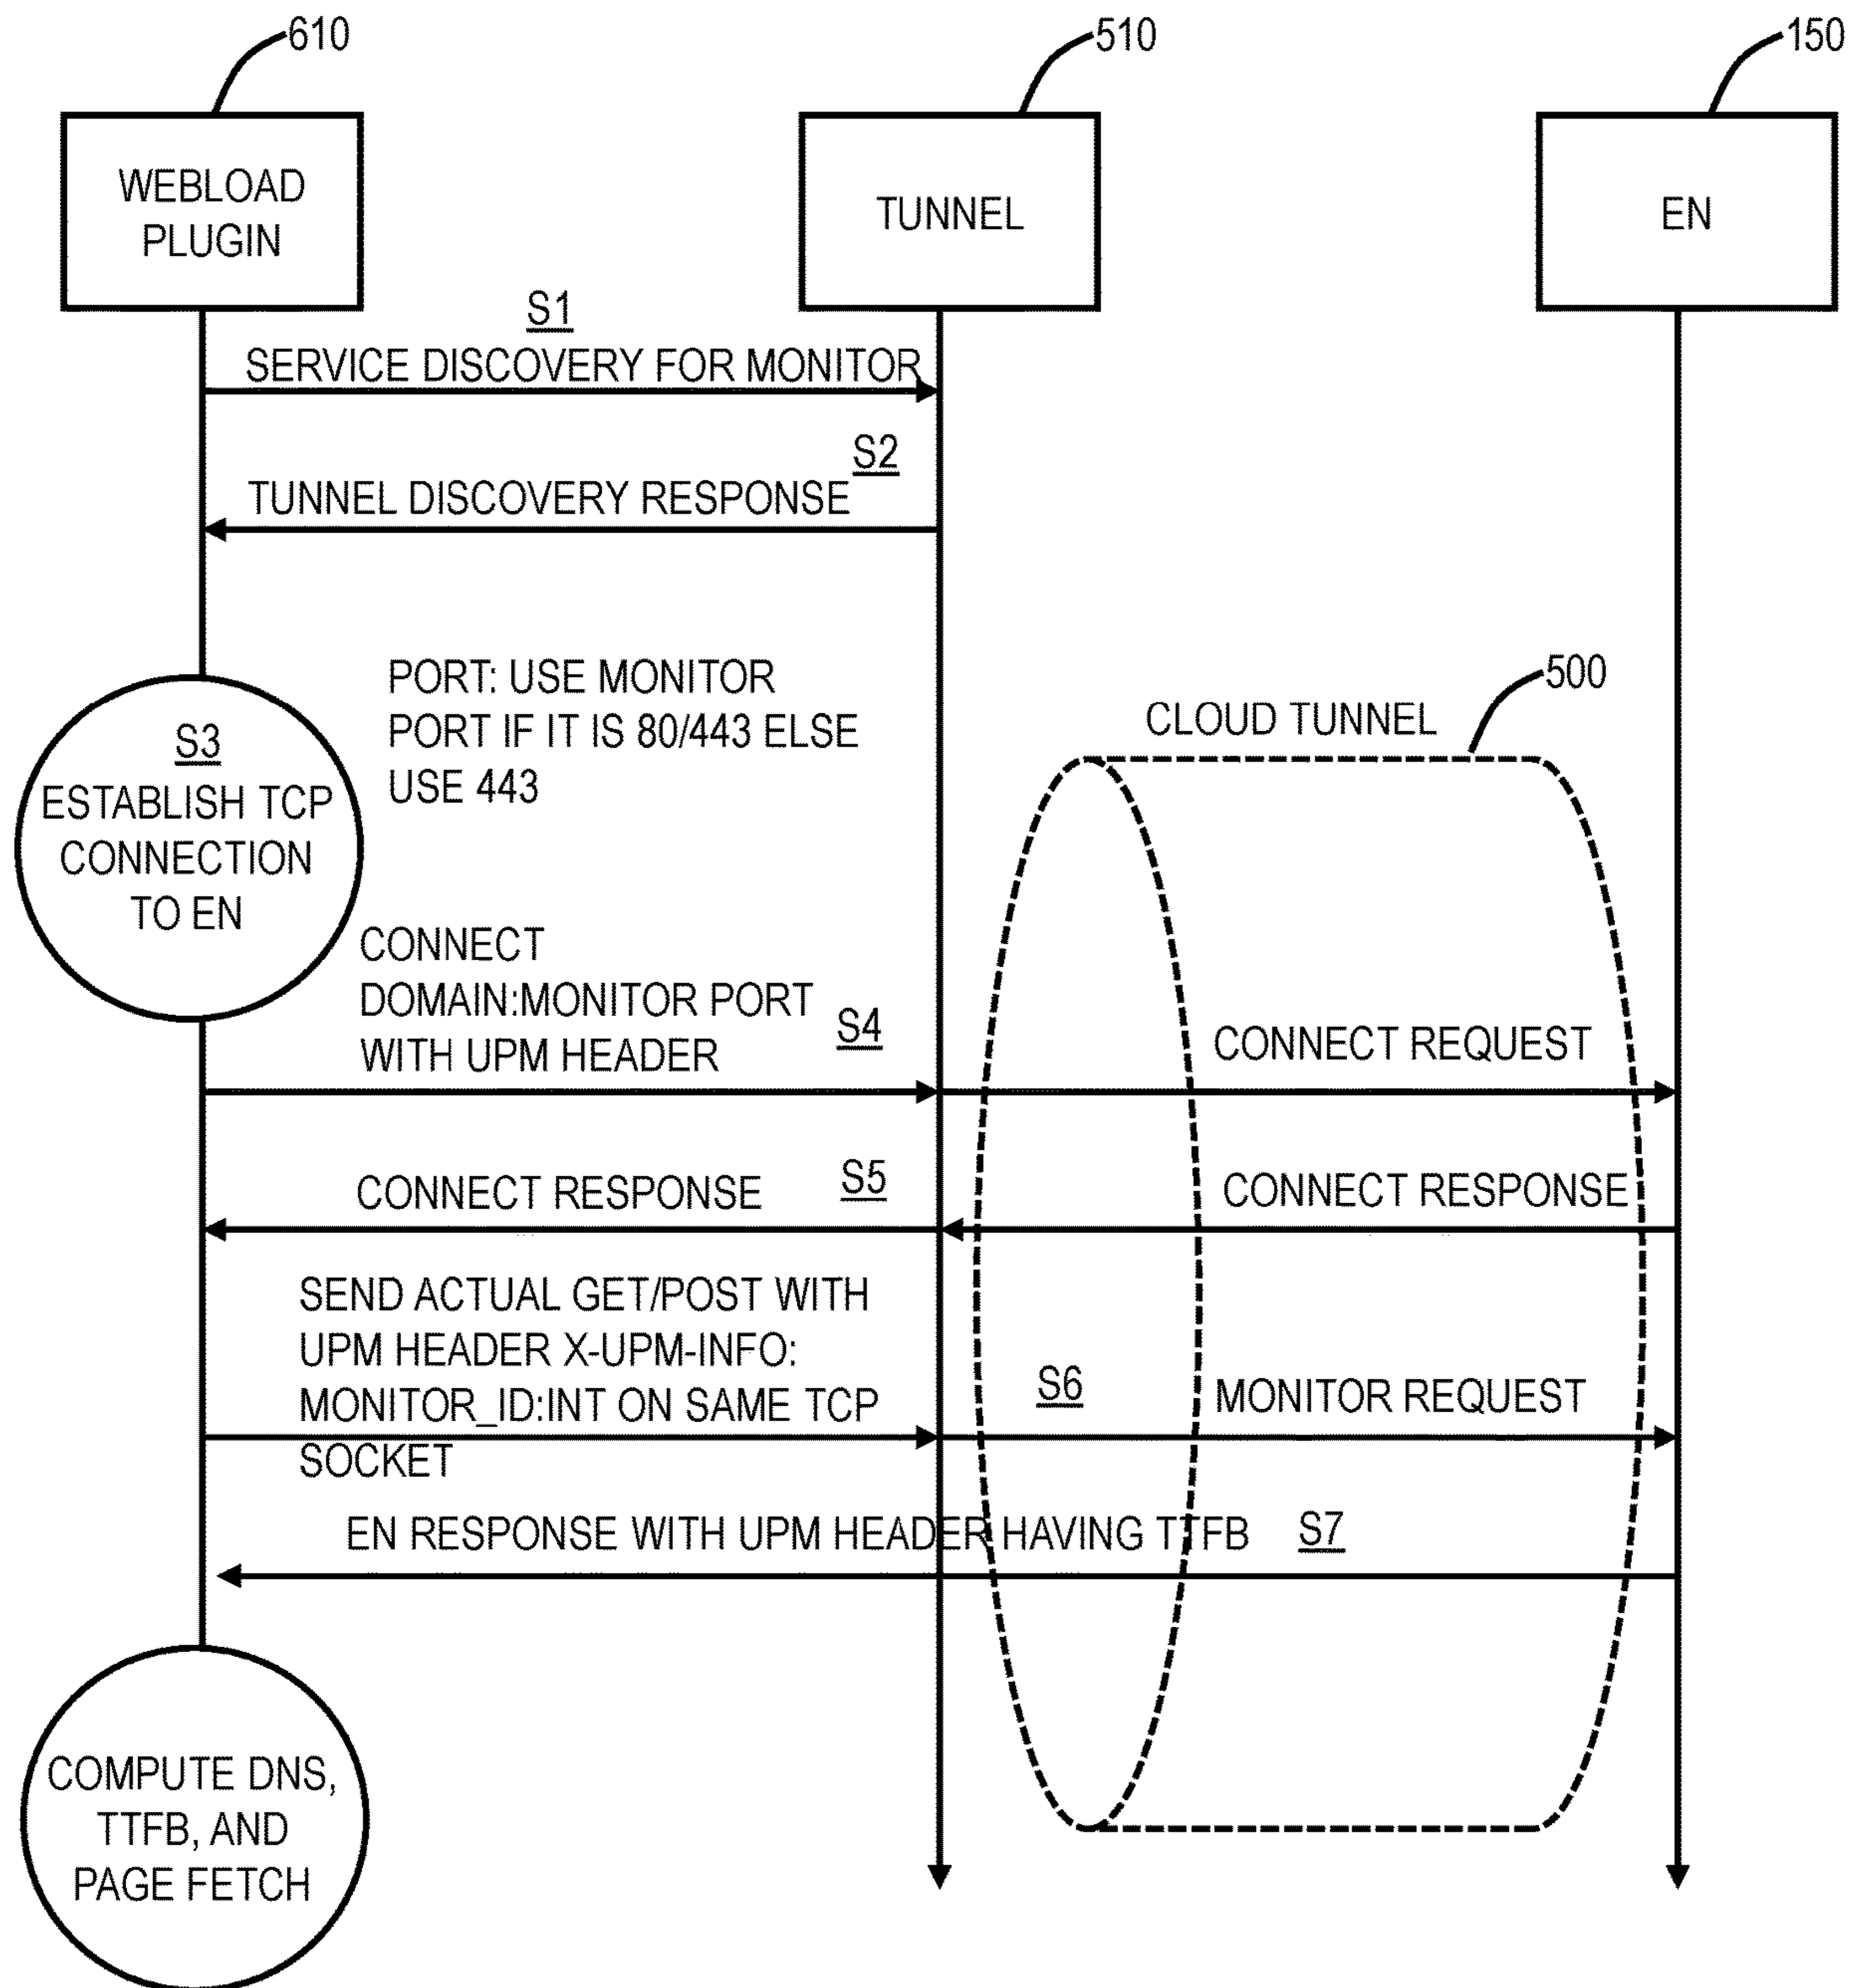 610
510
150
WEBLOAD
PLUGIN
TUNNEL
EN
S1
SERVICE DISCOVERY FOR MONITOR
S2
TUNNEL DISCOVERY RESPONSE
PORT: USE MONITOR
PORT IF IT IS 80/443 ELSE
USE 443
500
CLOUD TUNNEL
S3
ESTABLISH TCP
CONNECTION
TO EN
CONNECT
DOMAIN:MONITOR PORT
WITH UPM HEADER
S4
CONNECT REQUEST
CONNECT RESPONSE
S5
CONNECT RESPONSE
SEND ACTUAL GET/POST WITH
UPM HEADER X-UPM-INFO:
MONITOR_ID:INT ON SAME TCP
SOCKET
S6
MONITOR REQUEST
EN RESPONSE WITH UPM HEADER HAVING TTFB
S7
COMPUTE DNS,
TTFB, AND
PAGE FETCH